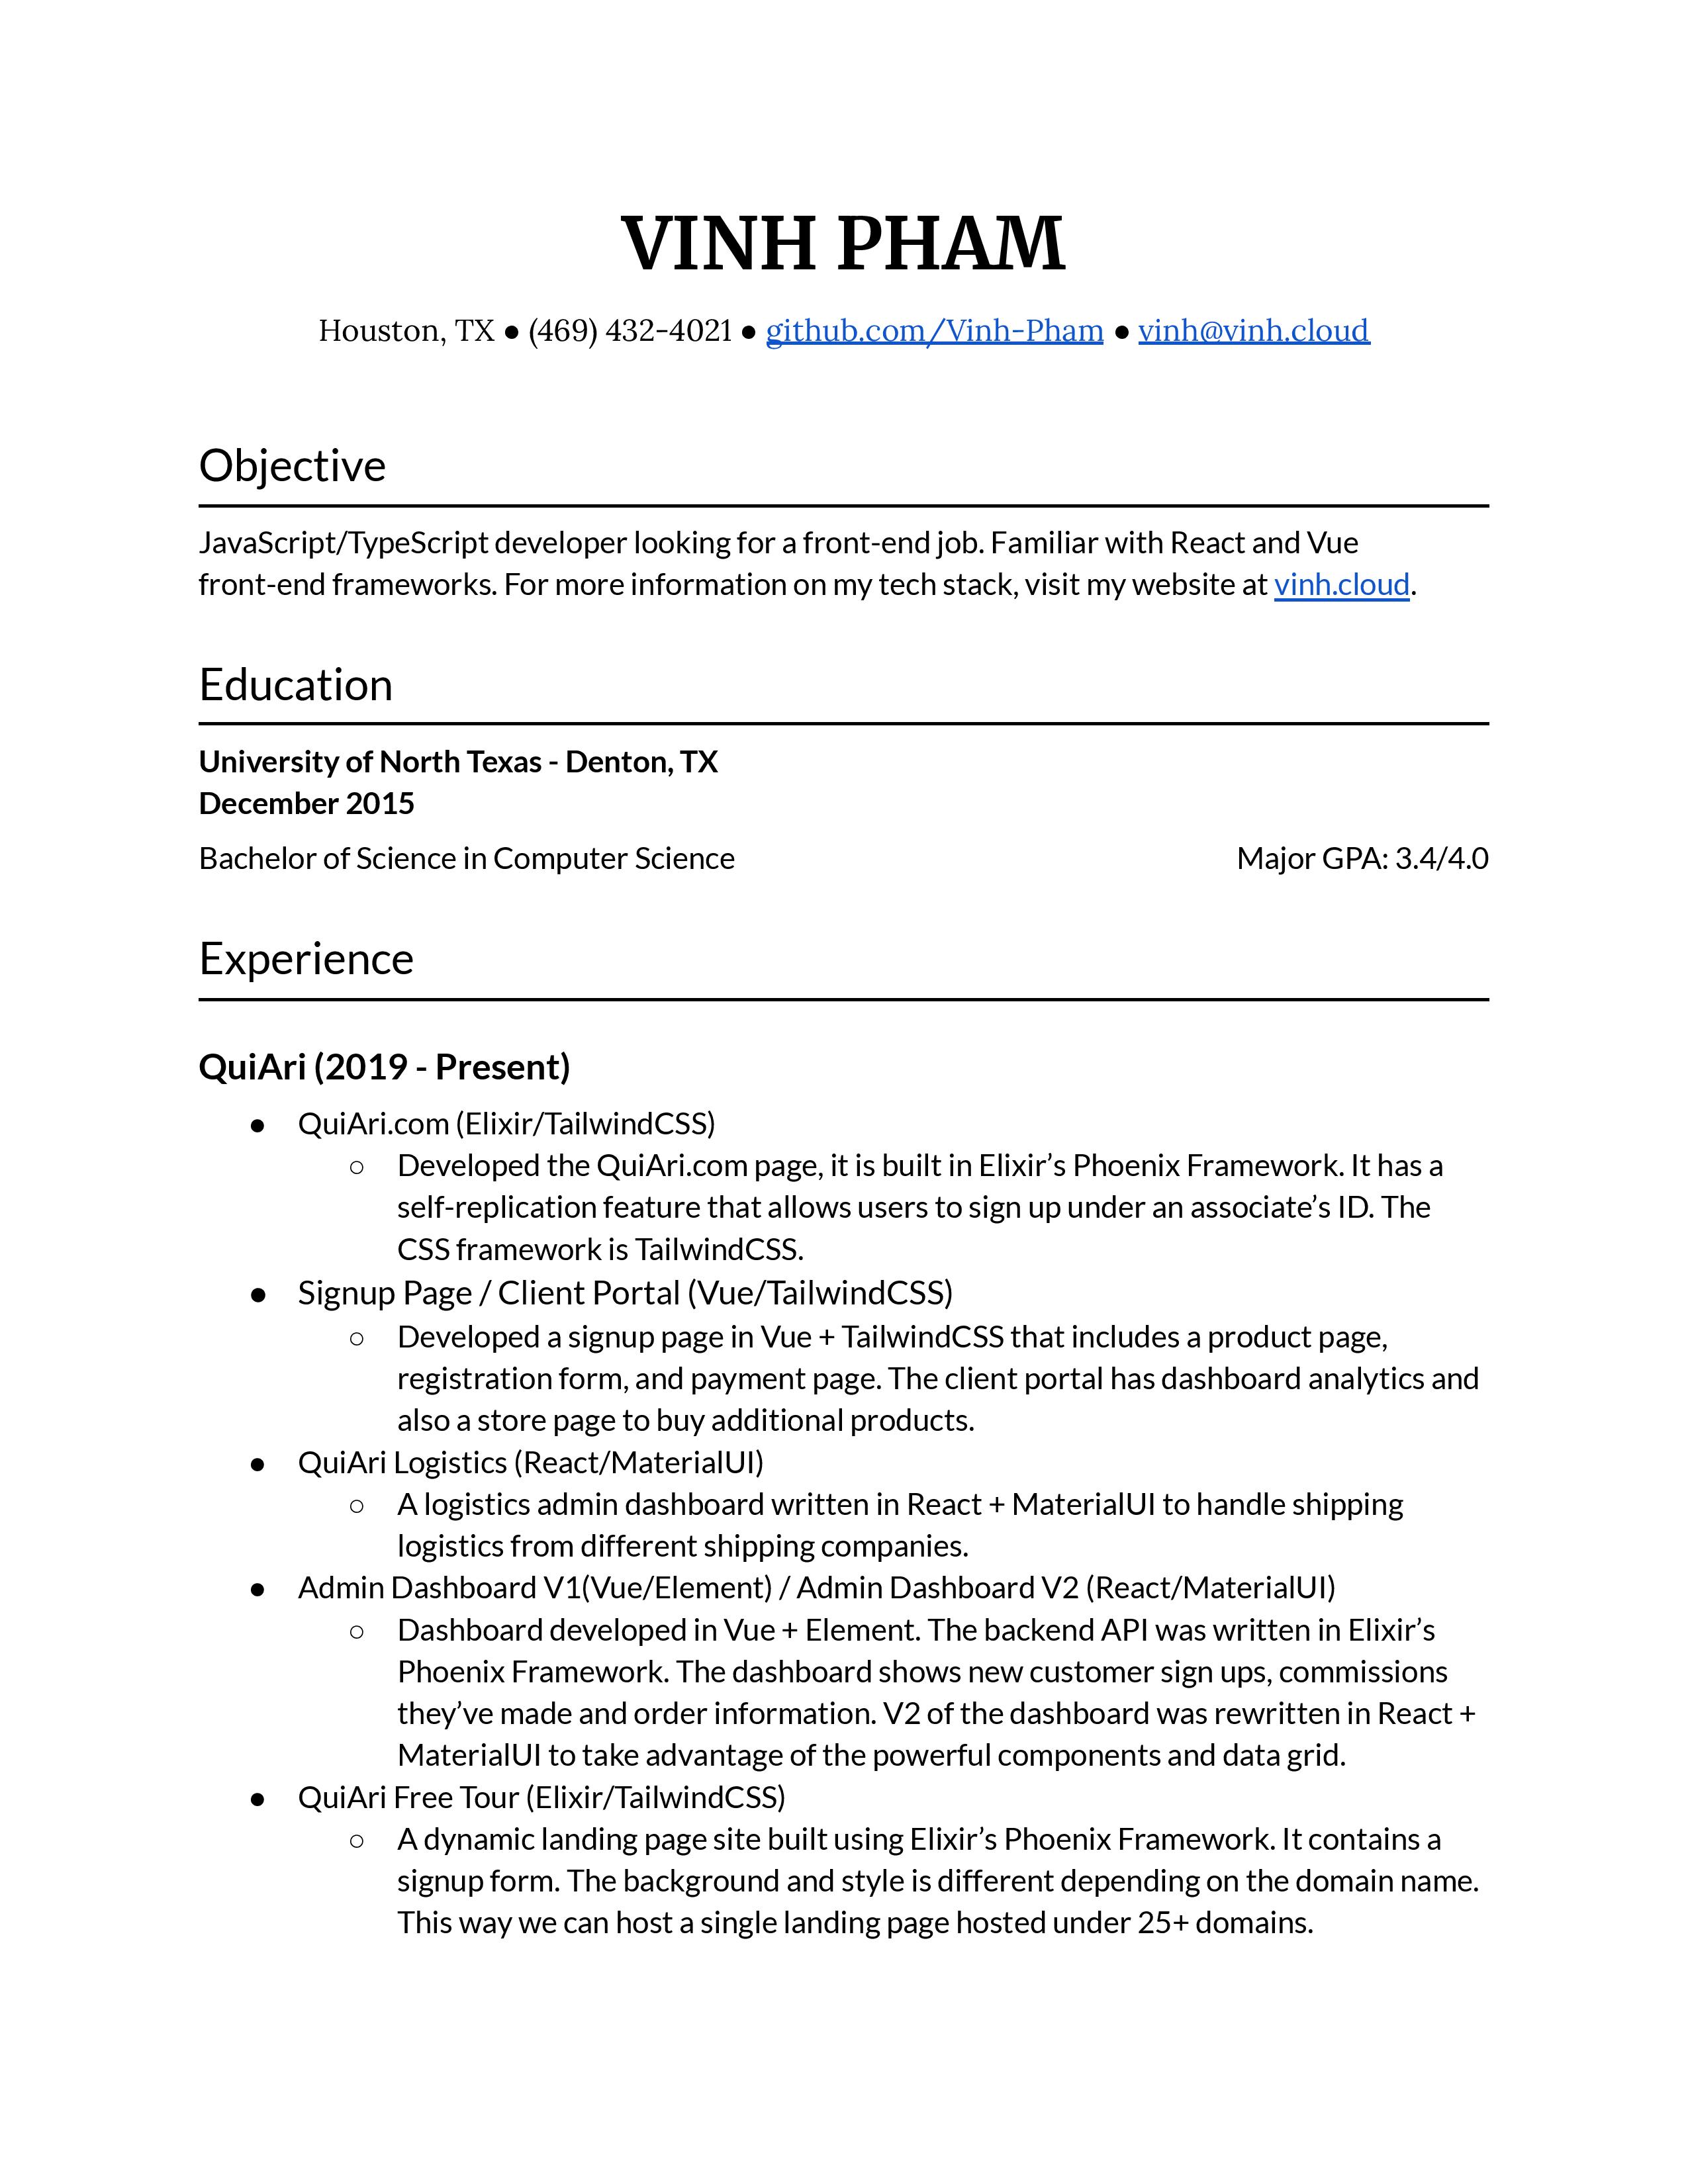 VINH PHAM
Houston, TX ● (469) 432-4021 ● github.com/Vinh-Pham ● vinh@vinh.cloud
Objective
JavaScript/TypeScript developer looking for a front-end job. Familiar with React and Vue
front-end frameworks. For more information on my tech stack, visit my website at vinh.cloud.
Education
University of North Texas - Denton, TX
December 2015
Bachelor of Science in Computer Science Major GPA: 3.4/4.0
Experience
QuiAri (2019 - Present)
● QuiAri.com (Elixir/TailwindCSS)
○ Developed the QuiAri.com page, it is built in Elixir’s Phoenix Framework. It has a
self-replication feature that allows users to sign up under an associate’s ID. The
CSS framework is TailwindCSS.
● Signup Page / Client Portal (Vue/TailwindCSS)
○ Developed a signup page in Vue + TailwindCSS that includes a product page,
registration form, and payment page. The client portal has dashboard analytics and
also a store page to buy additional products.
● QuiAri Logistics (React/MaterialUI)
○ A logistics admin dashboard written in React + MaterialUI to handle shipping
logistics from different shipping companies.
● Admin Dashboard V1(Vue/Element) / Admin Dashboard V2 (React/MaterialUI)
○ Dashboard developed in Vue + Element. The backend API was written in Elixir’s
Phoenix Framework. The dashboard shows new customer sign ups, commissions
they’ve made and order information. V2 of the dashboard was rewritten in React +
MaterialUI to take advantage of the powerful components and data grid.
● QuiAri Free Tour (Elixir/TailwindCSS)
○ A dynamic landing page site built using Elixir’s Phoenix Framework. It contains a
signup form. The background and style is different depending on the domain name.
This way we can host a single landing page hosted under 25+ domains.